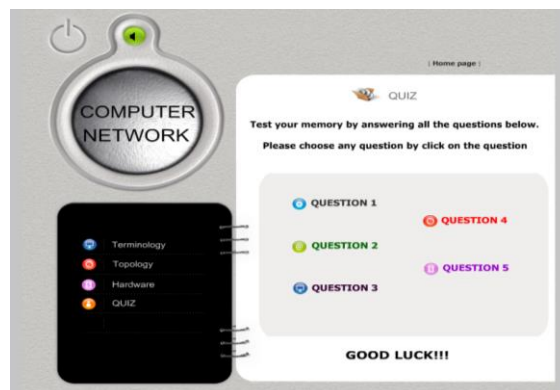 COMPUTER
NETWORK
| Home page |
QUIZ
Test your memory by answering all the questions below.
Please choose any question by click on the question
QUESTION 1
QUESTION 2
QUESTION 3
QUESTION 4
QUESTION 5
GOOD LUCK!!!
Terminology
Topology
Hardware
QUIZ